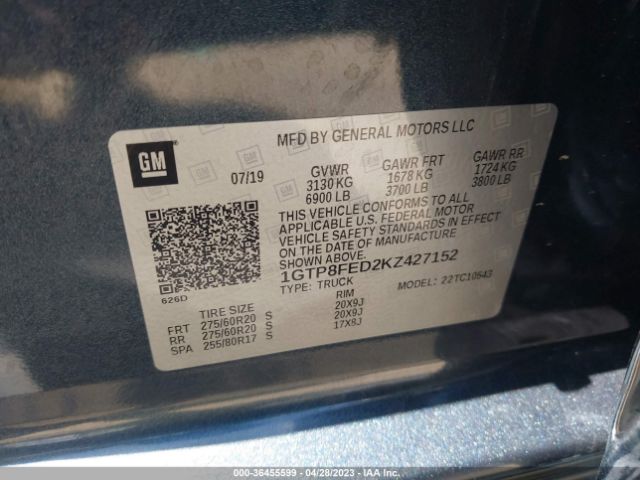 MFD BY GENERAL MOTORS LLC
GM
07/19
GVWR GAWR FRT GAWR RR
3130 KG 1678 KG 1724 KG
6900 LB 3700 LB 3800 LB
THIS VEHICLE CONFORMS TO ALL
APPLICABLE U.S. FEDERAL MOTOR
VEHICLE SAFETY STANDARDS IN EFFECT
ON THE DATE OF MANUFACTURE
SHOWN ABOVE.
1GTP8FED2KZ427152
TYPE: TRUCK MODEL: 22TC10543
626D
TIRE SIZE RIM
FRT 275/60R20 S 20X9J
RR 275/60R20 S 20X9J
SPA 255/80R17 S 17X8J
000-36455599 - 04/28/2023 - IAA Inc.